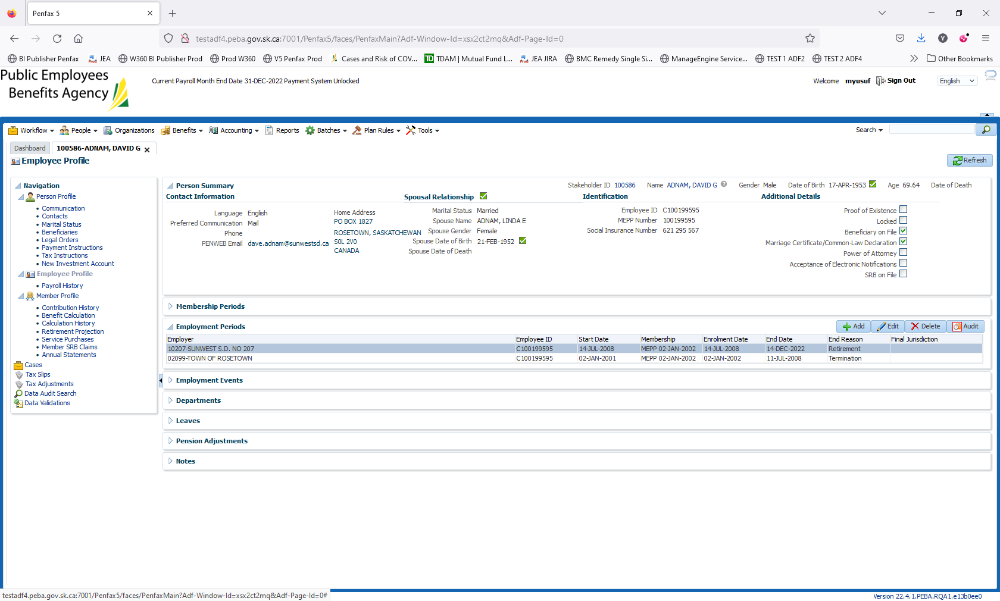 Penfax 5
testadf4.peba.gov.sk.ca:7001/Penfax5/faces/PenfaxMain?Adf-Window-Id=xsx2ct2mq&Adf-Page-Id=0
BI Publisher Penfax JEA W360 BI Publisher Prod Prod W360 V5 Penfax Prod Cases and Risk of COV... TD TDAM | Mutual Fund L... JEA JIRA BMC Remedy Single Si... ManageEngine Service... TEST 1 ADF2 TEST 2 ADF4 Other Bookmarks
Public Employees
Benefits Agency
Current Payroll Month End Date 31-DEC-2022 Payment System Unlocked
Welcome myusuf Sign Out English
Workflow People Organizations Benefits Accounting Reports Batches Plan Rules Tools Search
Dashboard 100586-ADNAM, DAVID G
Employee Profile
Refresh
Navigation
Person Profile
Communication
Contacts
Marital Status
Beneficiaries
Legal Orders
Payment Instructions
Tax Instructions
New Investment Account
Employee Profile
Payroll History
Member Profile
Contribution History
Benefit Calculation
Calculation History
Retirement Projection
Service Purchases
Member SRB Claims
Annual Statements
Cases
Tax Slips
Tax Adjustments
Data Audit Search
Data Validations
Person Summary Stakeholder ID 100586 Name ADNAM, DAVID G Gender Male Date of Birth 17-APR-1953 Age 69.64 Date of Death
Contact Information
Language English
Preferred Communication Mail
Phone
PENWEB Email dave.adnam@sunwestsd.ca
Home Address
PO BOX 1827
ROSETOWN, SASKATCHEWAN
S0L 2V0
CANADA
Spousal Relationship
Marital Status Married
Spouse Name ADNAM, LINDA E
Spouse Gender Female
Spouse Date of Birth 21-FEB-1952
Spouse Date of Death
Identification
Employee ID C100199595
MEPP Number 100199595
Social Insurance Number 621 295 567
Additional Details
Proof of Existence
Locked
Beneficiary on File
Marriage Certificate/Common-Law Declaration
Power of Attorney
Acceptance of Electronic Notifications
SRB on File
Membership Periods
Employment Periods
Add Edit Delete Audit
Employer Employee ID Start Date Membership Enrolment Date End Date End Reason Final Jurisdiction
10207-SUNWEST S.D. NO 207 C100199595 14-JUL-2008 MEPP 02-JAN-2002 14-JUL-2008 14-DEC-2022 Retirement
02099-TOWN OF ROSETOWN C100199595 02-JAN-2001 MEPP 02-JAN-2002 02-JAN-2002 11-JUL-2008 Termination
Employment Events
Departments
Leaves
Pension Adjustments
Notes
testadf4.peba.gov.sk.ca:7001/Penfax5/faces/PenfaxMain?Adf-Window-Id=xsx2ct2mq&Adf-Page-Id=0#
Version 22.4.1.PEBA.RQA1.e13b0ee0